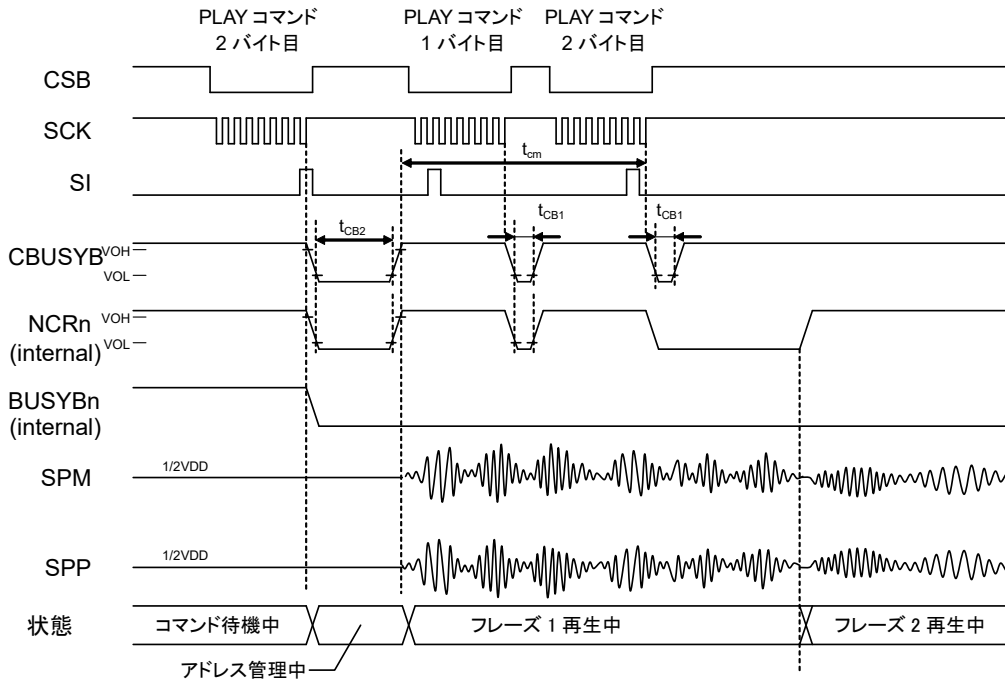 PLAY コマンド
2 バイト目
PLAY コマンド
1 バイト目
PLAY コマンド
2 バイト目
CSB
SCK
tcm
SI
tCB2
tCB1
tCB1
CBUSYB
VOH
VOL
NCRn
(internal)
VOH
VOL
BUSYBn
(internal)
SPM
1/2VDD
SPP
1/2VDD
状態
コマンド待機中
フレーズ 1 再生中
フレーズ 2 再生中
アドレス管理中